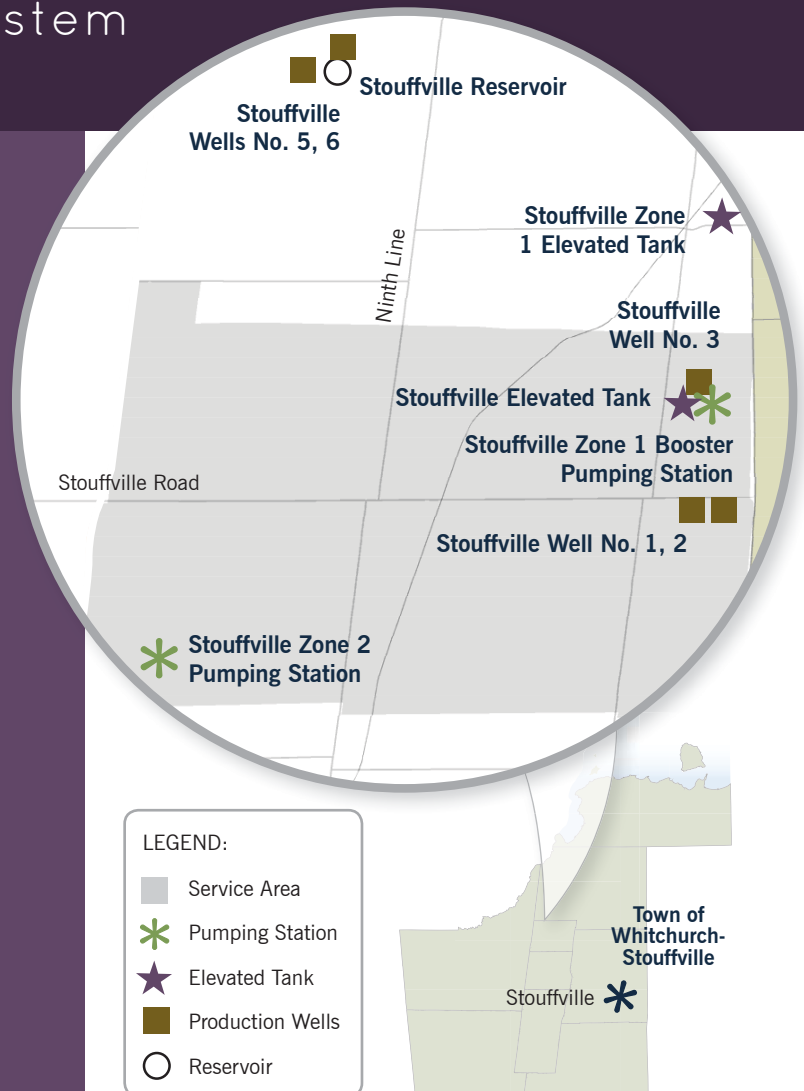 stem
Stouffville Reservoir
Stouffville
Wells No. 5, 6
Stouffville Zone
1 Elevated Tank
Ninth Line
Stouffville
Well No. 3
Stouffville Elevated Tank
Stouffville Zone 1 Booster
Pumping Station
Stouffville Road
Stouffville Well No. 1, 2
Stouffville Zone 2
Pumping Station
LEGEND:
Service Area
Pumping Station
Elevated Tank
Production Wells
Reservoir
Town of
Whitchurch-
Stouffville
Stouffville